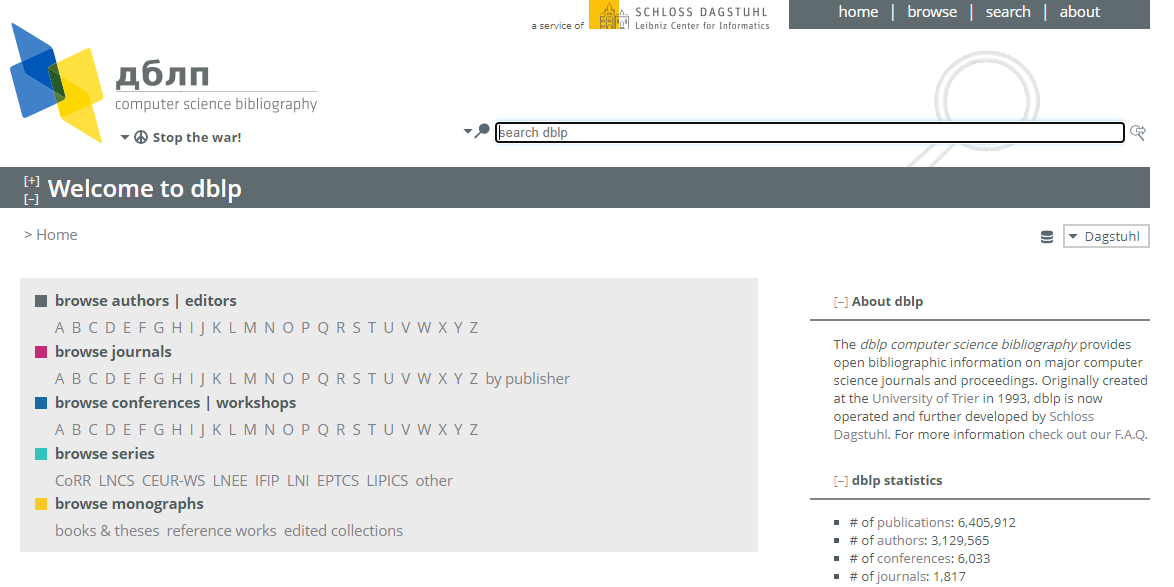 a service of SCHLOSS DAGSTUHL
Leibniz Center for Informatics
home | browse | search | about
дблп
computer science bibliography
Stop the war!
search dblp
[+]
[–] Welcome to dblp
> Home
Dagstuhl
browse authors | editors
A B C D E F G H I J K L M N O P Q R S T U V W X Y Z
browse journals
A B C D E F G H I J K L M N O P Q R S T U V W X Y Z by publisher
browse conferences | workshops
A B C D E F G H I J K L M N O P Q R S T U V W X Y Z
browse series
CoRR LNCS CEUR-WS LNEE IFIP LNI EPTCS LIPICS other
browse monographs
books & theses reference works edited collections
[–] About dblp
The dblp computer science bibliography provides
open bibliographic information on major computer
science journals and proceedings. Originally created
at the University of Trier in 1993, dblp is now
operated and further developed by Schloss
Dagstuhl. For more information check out our F.A.Q.
[–] dblp statistics
# of publications: 6,405,912
# of authors: 3,129,565
# of conferences: 6,033
# of journals: 1,817